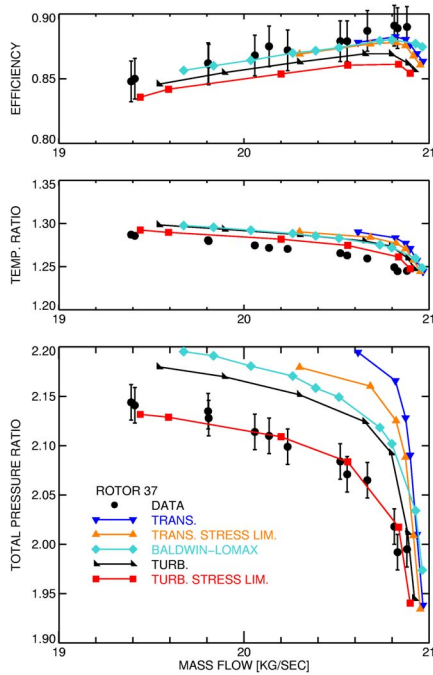 0.90
0.85
0.80
EFFICIENCY
19
20
21
1.35
1.30
1.25
1.20
TEMP. RATIO
19
20
21
2.20
2.15
2.10
2.05
2.00
1.95
1.90
TOTAL PRESSURE RATIO
ROTOR 37
DATA
TRANS.
TRANS. STRESS LIM.
BALDWIN-LOMAX
TURB.
TURB. STRESS LIM.
19
20
21
MASS FLOW [KG/SEC]